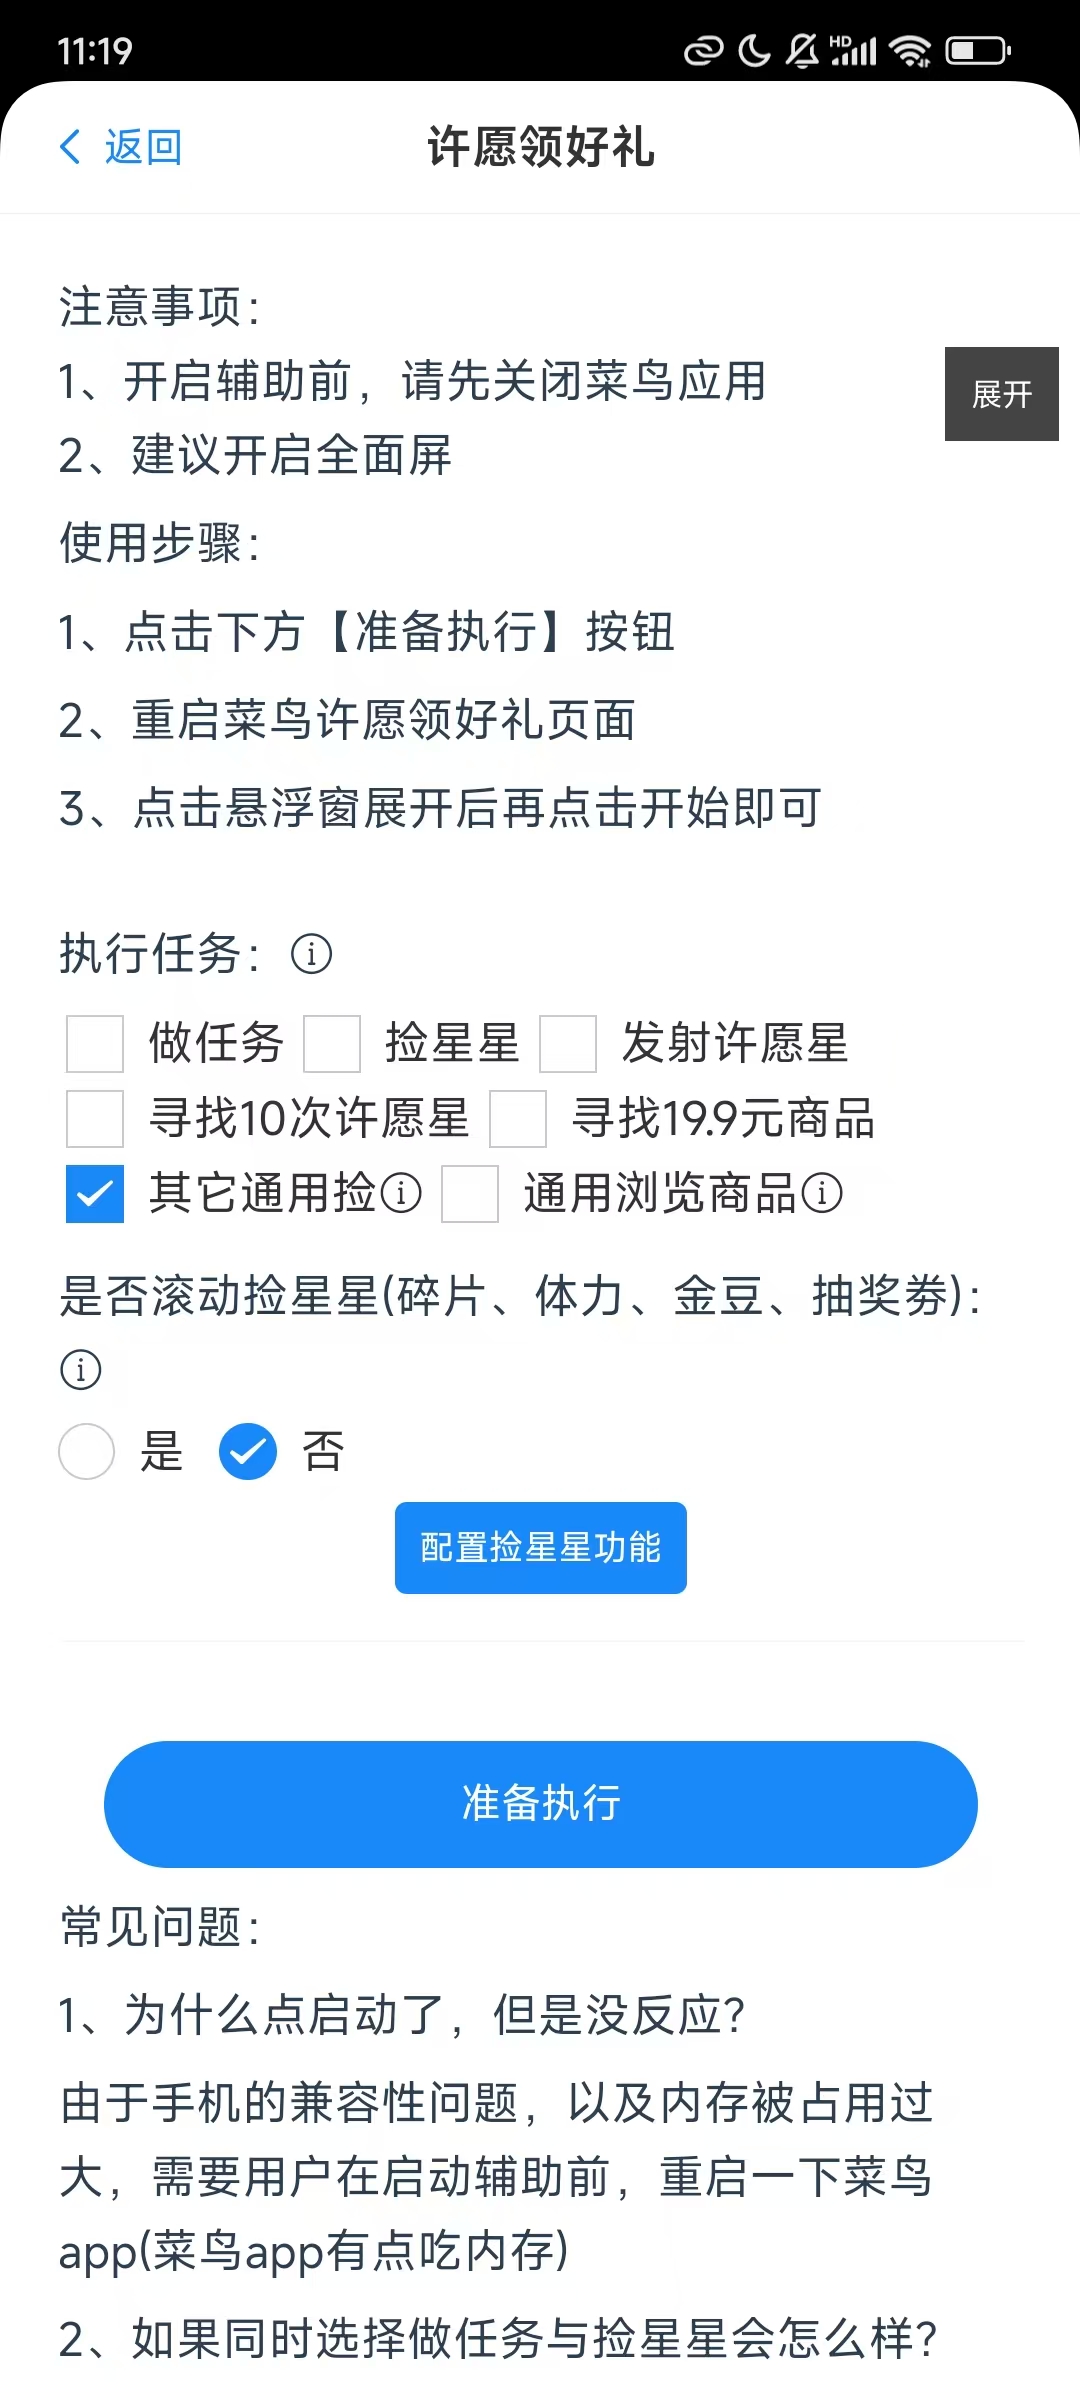 11:19
HD
返回
许愿领好礼
注意事项：
1、开启辅助前，请先关闭菜鸟应用
展开
2、建议开启全面屏
使用步骤：
1、点击下方【准备执行】按钮
2、重启菜鸟许愿领好礼页面
3、点击悬浮窗展开后再点击开始即可
执行任务：
做任务 捡星星 发射许愿星
寻找10次许愿星 寻找19.9元商品
其它通用捡 通用浏览商品
是否滚动捡星星(碎片、体力、金豆、抽奖券)：
是 否
配置捡星星功能
准备执行
常见问题：
1、为什么点启动了，但是没反应？
由于手机的兼容性问题，以及内存被占用过
大，需要用户在启动辅助前，重启一下菜鸟
app(菜鸟app有点吃内存)
2、如果同时选择做任务与捡星星会怎么样？